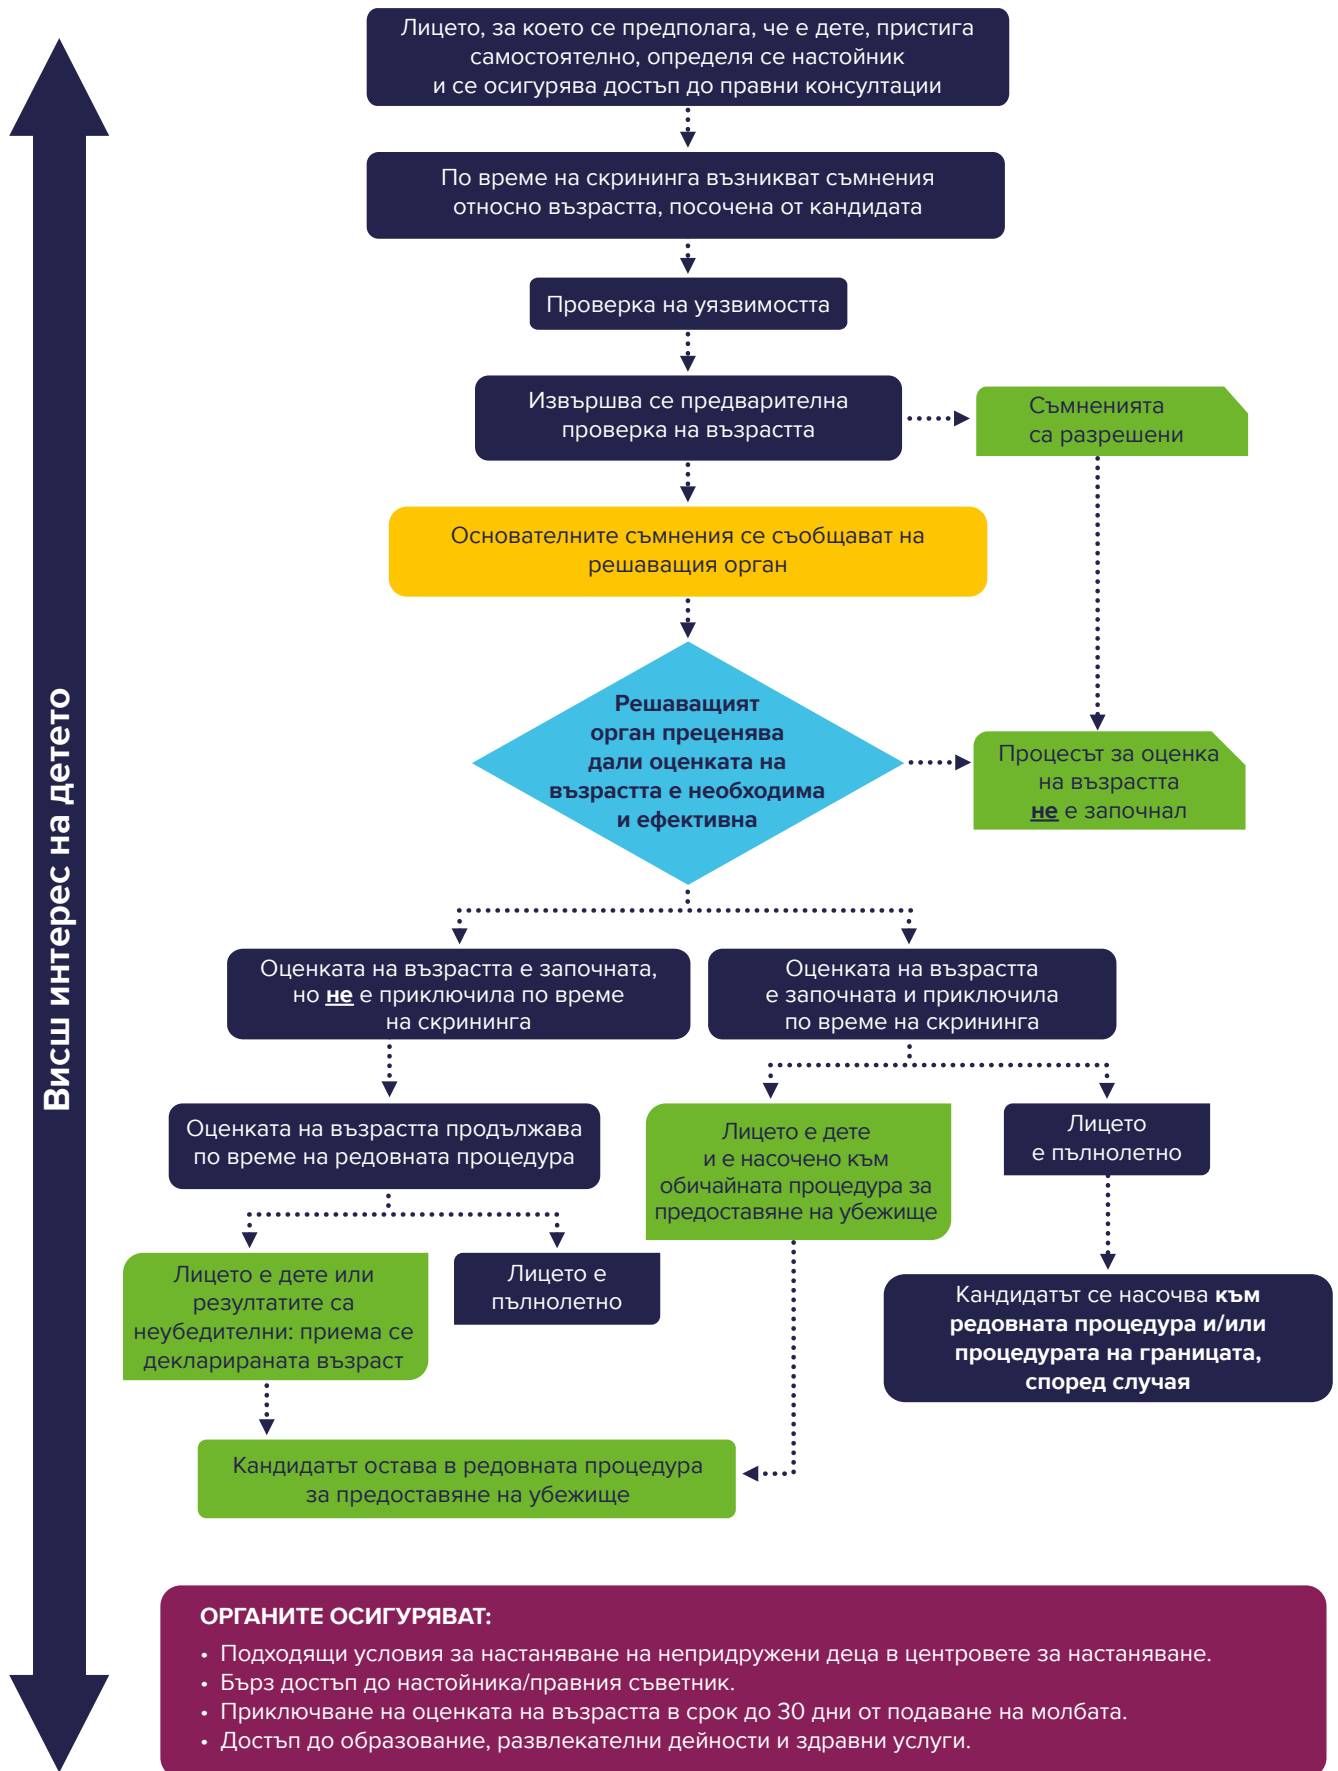 Висш интерес на детето
Лицето, за което се предполага, че е дете, пристига
самостоятелно, определя се настойник
и се осигурява достъп до правни консултации
По време на скрининга възникват съмнения
относно възрастта, посочена от кандидата
Проверка на уязвимостта
Извършва се предварителна
проверка на възрастта
Съмненията
са разрешени
Основателните съмнения се съобщават на
решаващия орган
Решаващият
орган преценява
дали оценката на
възрастта е необходима
и ефективна
Процесът за оценка
на възрастта
не е започнал
Оценката на възрастта е започната,
но не е приключила по време
на скрининга
Оценката на възрастта
е започната и приключила
по време на скрининга
Оценката на възрастта продължава
по време на редовната процедура
Лицето е дете
и е насочено към
обичайната процедура за
предоставяне на убежище
Лицето
е пълнолетно
Лицето е дете или
резултатите са
неубедителни: приема се
декларираната възраст
Лицето е
пълнолетно
Кандидатът се насочва към
редовната процедура и/или
процедурата на границата,
според случая
Кандидатът остава в редовната процедура
за предоставяне на убежище
ОРГАНИТЕ ОСИГУРЯВАТ:
• Подходящи условия за настаняване на непридружени деца в центровете за настаняване.
• Бърз достъп до настойника/правния съветник.
• Приключване на оценката на възрастта в срок до 30 дни от подаване на молбата.
• Достъп до образование, развлекателни дейности и здравни услуги.